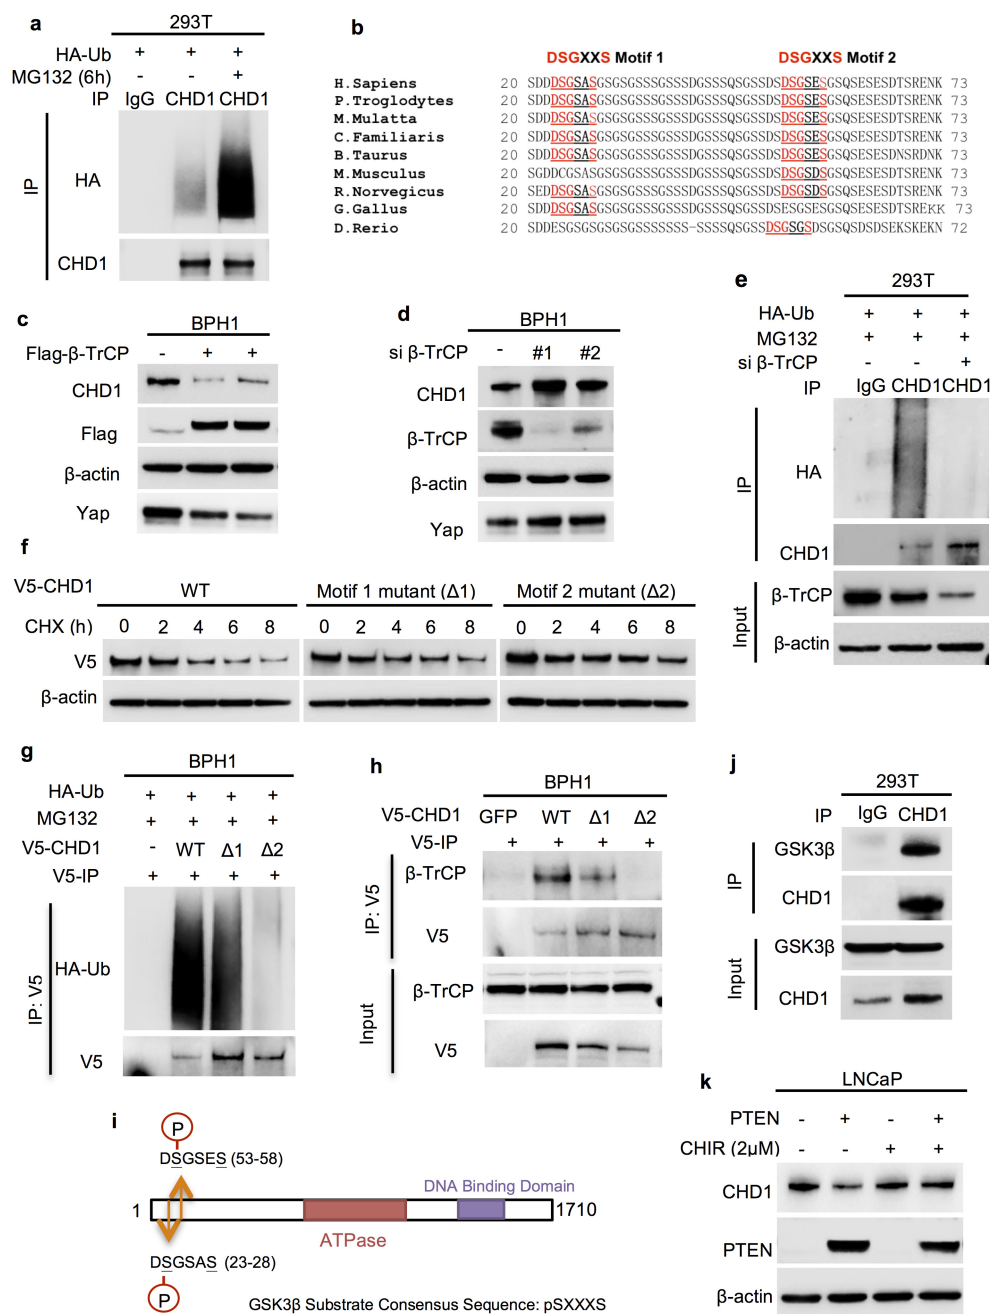 a
293T
HA-Ub + + +
MG132 (6h) - - +
IP IgG CHD1 CHD1
IP
HA
CHD1
b
DSGXXS Motif 1 DSGXXS Motif 2
H.Sapiens 20 SDDDSGSASGSGSGSSSGSSSDGSSSQSGSSDSDSGSESGSQSESESDTSRENK 73
P.Troglodytes 20 SDDDSGSASGSGSGSSSGSSSDGSSSQSGSSDSDSGSESGSQSESESDTSRENK 73
M.Mulatta 20 SDDDSGSASGSGSGSSSGSSSDGSSSQSGSSDSDSGSESGSQSESESDTSRENK 73
C.Familiaris 20 SDDDSGSASGSGSGSSSGSSSDGSSSQSGSSDSDSGSESGSQSESESDTSRENK 73
B.Taurus 20 SDDDSGSASGSGSGSSSGSSSDGSSSQSGSSDSDSGSESGSQSESESDNSRDNK 73
M.Musculus 20 SGDDCGSASGSGSGSSSGSSSDGSSSQSGSSDSDSGSDSGSQSESESDTSRENK 73
R.Norvegicus 20 SEDDSGSASGSGSGSSSGSSSDGSSSQSGSSDSDSGSDSGSQSESESDTSRENK 73
G.Gallus 20 SDDDSGSASGSGSGSSSGSSSDGSSSQSGSSDSESGSESGSQSESESDTSREKK 73
D.Rerio 20 SDDESGSGSGSGSGSSSSSSS-SSSSQSGSSDSGSGSDSGSQSDSDSEKSKEKN 72
c
BPH1
Flag-β-TrCP - + +
CHD1
Flag
β-actin
Yap
d
BPH1
si β-TrCP - #1 #2
CHD1
β-TrCP
β-actin
Yap
e
293T
HA-Ub + + +
MG132 + + +
si β-TrCP - - +
IP IgG CHD1 CHD1
IP
HA
CHD1
Input
β-TrCP
β-actin
f
V5-CHD1 WT Motif 1 mutant (Δ1) Motif 2 mutant (Δ2)
CHX (h) 0 2 4 6 8 0 2 4 6 8 0 2 4 6 8
V5
β-actin
g
BPH1
HA-Ub + + + +
MG132 + + + +
V5-CHD1 - WT Δ1 Δ2
V5-IP + + + +
IP: V5
HA-Ub
V5
h
BPH1
V5-CHD1 GFP WT Δ1 Δ2
V5-IP + + + +
IP: V5
β-TrCP
V5
Input
β-TrCP
V5
i
P
DSGSES (53-58)
DNA Binding Domain
1 1710
ATPase
DSGSAS (23-28)
P
GSK3β Substrate Consensus Sequence: pSXXXS
j
293T
IP IgG CHD1
IP
GSK3β
CHD1
Input
GSK3β
CHD1
k
LNCaP
PTEN - + - +
CHIR (2μM) - - + +
CHD1
PTEN
β-actin